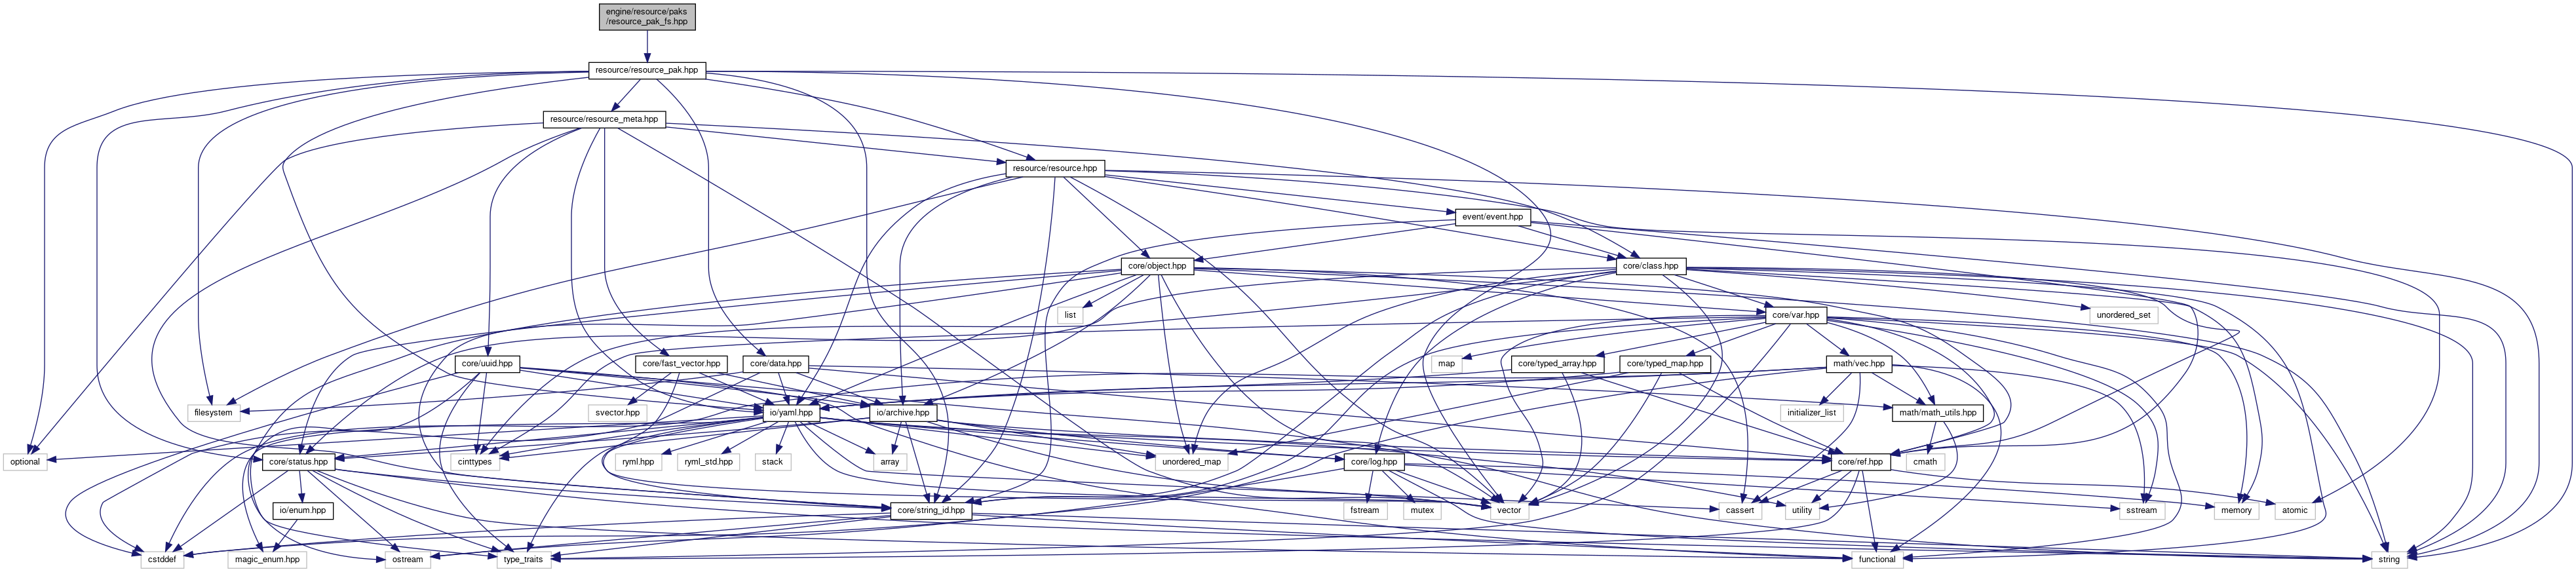 engine/resource/paks
/resource_pak_fs.hpp
resource/resource_pak.hpp
resource/resource_meta.hpp
resource/resource.hpp
event/event.hpp
core/object.hpp
core/class.hpp
list
core/var.hpp
unordered_set
core/uuid.hpp
core/fast_vector.hpp
core/data.hpp
map
core/typed_array.hpp
core/typed_map.hpp
math/vec.hpp
filesystem
svector.hpp
io/yaml.hpp
io/archive.hpp
initializer_list
math/math_utils.hpp
optional
core/status.hpp
cinttypes
ryml.hpp
ryml_std.hpp
stack
array
unordered_map
core/log.hpp
core/ref.hpp
cmath
io/enum.hpp
core/string_id.hpp
fstream
mutex
vector
cassert
utility
sstream
memory
atomic
cstddef
magic_enum.hpp
ostream
type_traits
functional
string